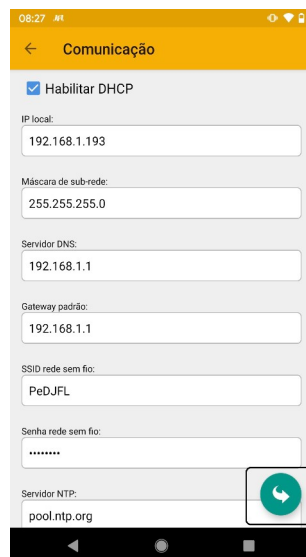 08:27
Comunicação
Habilitar DHCP
IP local:
192.168.1.193
Máscara de sub-rede:
255.255.255.0
Servidor DNS:
192.168.1.1
Gateway padrão:
192.168.1.1
SSID rede sem fio:
PeDJFL
Senha rede sem fio:
••••••••
Servidor NTP:
pool.ntp.org